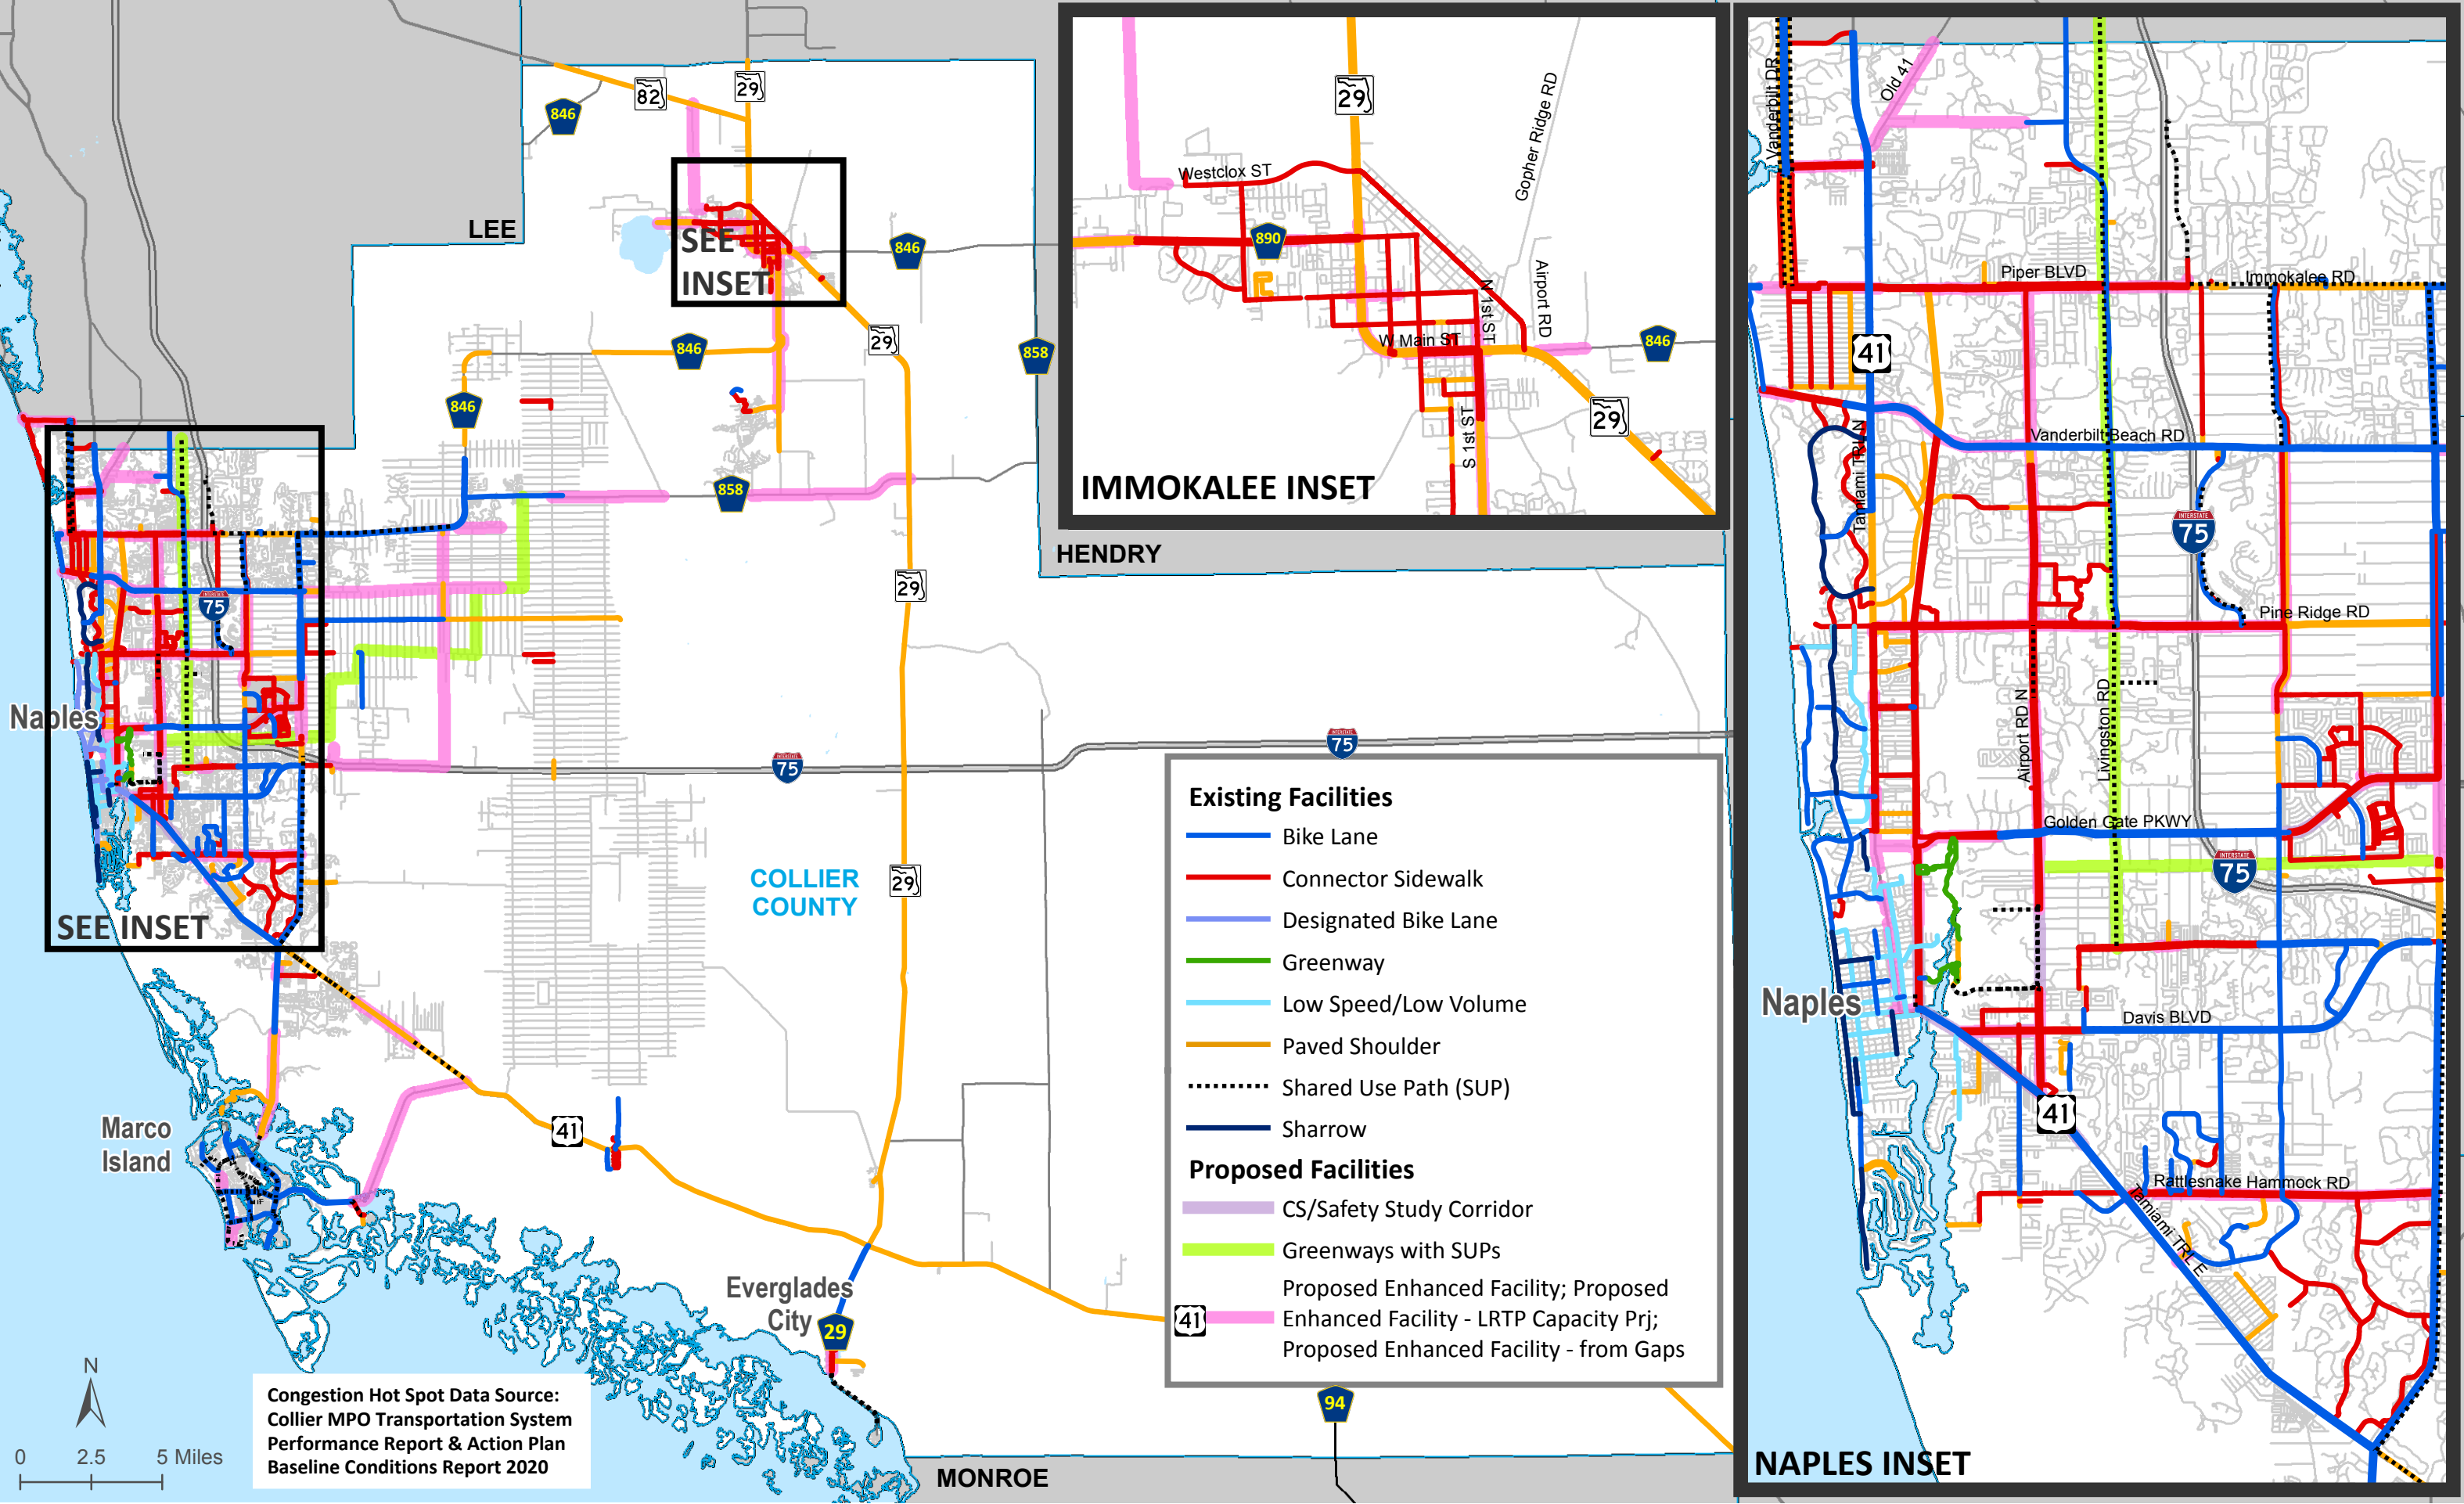 82
29
846
LEE
SEE
INSET
846
29
846
858
846
858
HENDRY
29
75
Naples
75
75
COLLIER
COUNTY
29
SEE INSET
Marco
Island
41
Everglades
City
29
41
94
MONROE
N
0 2.5 5 Miles
Congestion Hot Spot Data Source:
Collier MPO Transportation System
Performance Report & Action Plan
Baseline Conditions Report 2020
29
Gopher Ridge RD
Westclox ST
890
Airport RD
N 1st ST
W Main ST
846
29
S 1st ST
IMMOKALEE INSET
Existing Facilities
Bike Lane
Connector Sidewalk
Designated Bike Lane
Greenway
Low Speed/Low Volume
Paved Shoulder
Shared Use Path (SUP)
Sharrow
Proposed Facilities
CS/Safety Study Corridor
Greenways with SUPs
Proposed Enhanced Facility; Proposed
Enhanced Facility - LRTP Capacity Prj;
Proposed Enhanced Facility - from Gaps
Vanderbilt DR
Old 41
Piper BLVD
Immokalee RD
41
Tamiami TRL N
Vanderbilt Beach RD
INTERSTATE
75
Pine Ridge RD
Airport RD N
Livingston RD
Golden Gate PKWY
INTERSTATE
75
Naples
Davis BLVD
41
Rattlesnake Hammock RD
Tamiami TRL E
NAPLES INSET